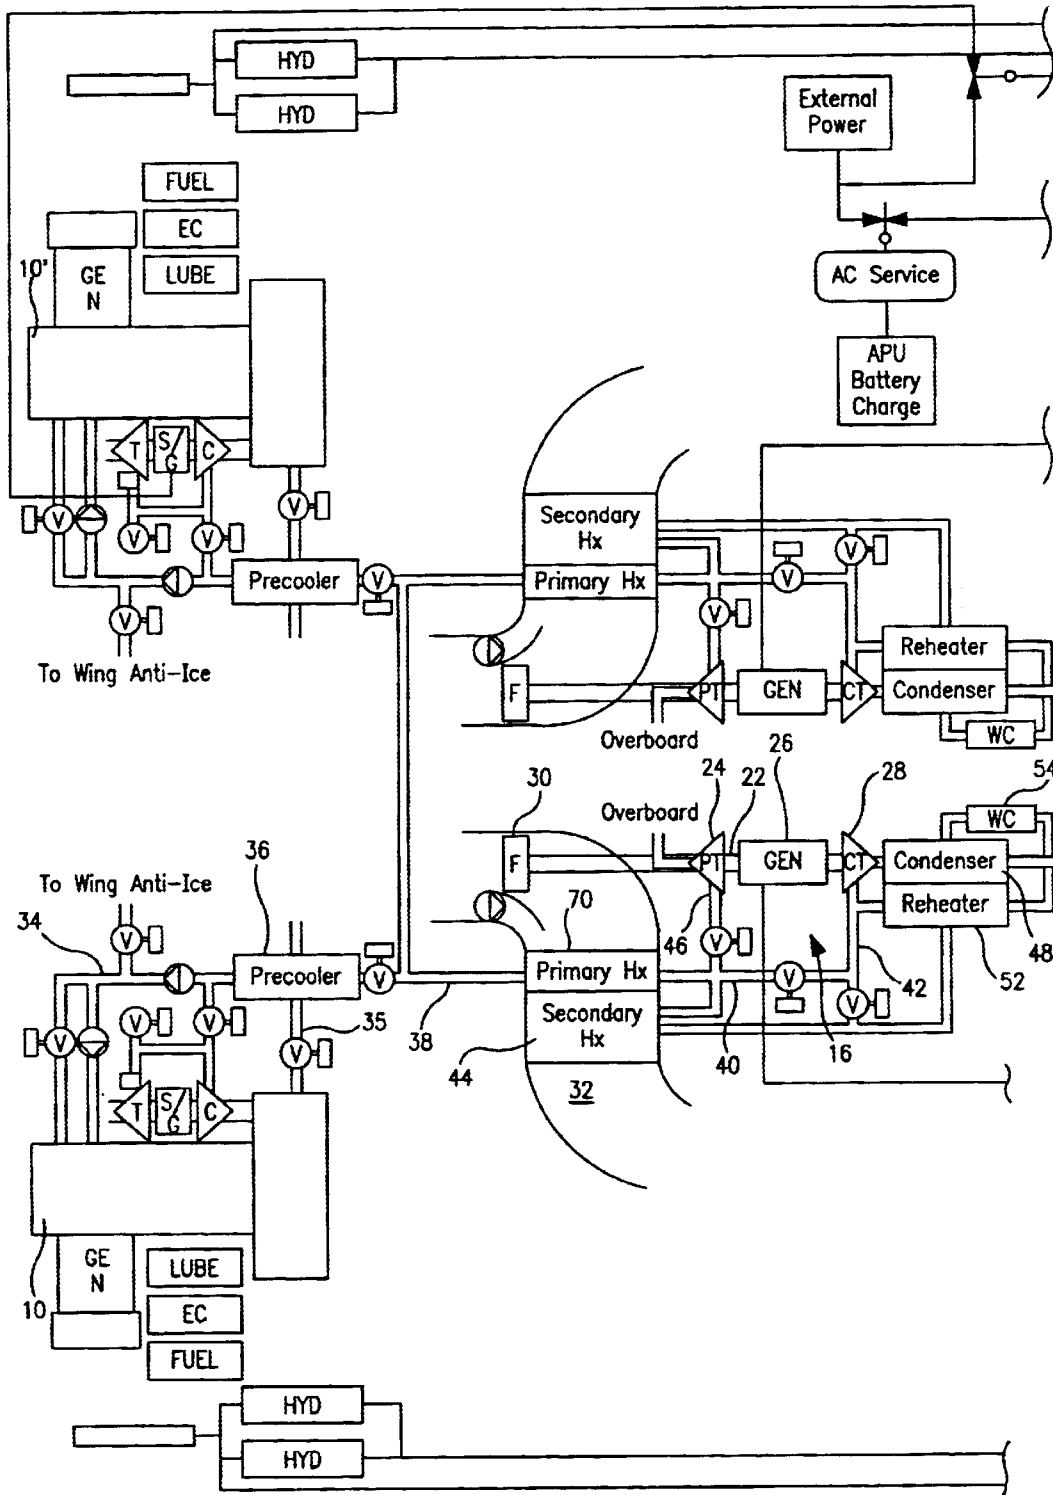 HYD
HYD
External
Power
FUEL
EC
LUBE
GE
N
10'
AC Service
APU
Battery
Charge
T
S/
G
C
V
V
V
V
Secondary
Hx
V
Precooler
V
Primary Hx
V
V
V
To Wing Anti-Ice
Reheater
F
PT
GEN
CT
Condenser
Overboard
WC
26
30
24
22
28
54
Overboard
WC
F
PT
GEN
CT
Condenser
To Wing Anti-Ice
36
Reheater
34
70
46
V
V
48
Precooler
V
Primary Hx
V
16
42
52
V
V
V
V
35
38
Secondary
Hx
40
V
44
32
T
S/
G
C
10
GE
N
LUBE
EC
FUEL
HYD
HYD